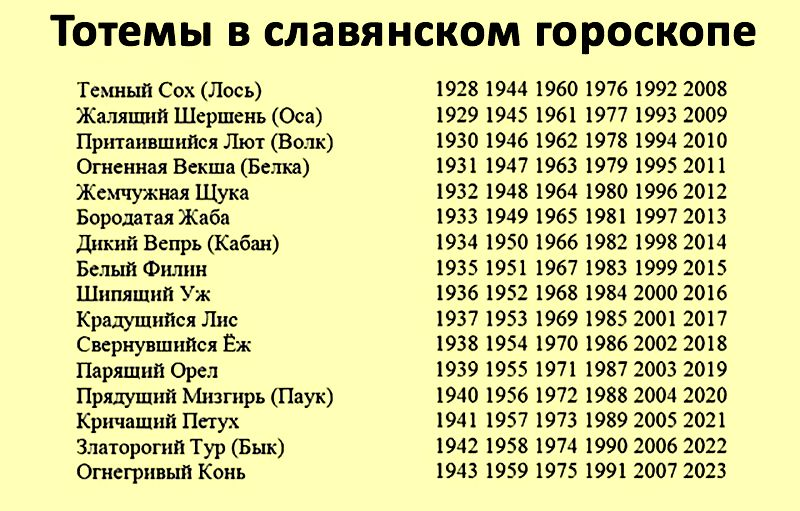 Тотемы в славянском гороскопе
Темный Сох (Лось) 1928 1944 1960 1976 1992 2008
Жалящий Шершень (Оса) 1929 1945 1961 1977 1993 2009
Притаившийся Лют (Волк) 1930 1946 1962 1978 1994 2010
Огненная Векша (Белка) 1931 1947 1963 1979 1995 2011
Жемчужная Щука 1932 1948 1964 1980 1996 2012
Бородатая Жаба 1933 1949 1965 1981 1997 2013
Дикий Вепрь (Кабан) 1934 1950 1966 1982 1998 2014
Белый Филин 1935 1951 1967 1983 1999 2015
Шипящий Уж 1936 1952 1968 1984 2000 2016
Крадущийся Лис 1937 1953 1969 1985 2001 2017
Свернувшийся Ёж 1938 1954 1970 1986 2002 2018
Парящий Орел 1939 1955 1971 1987 2003 2019
Прядущий Мизгирь (Паук) 1940 1956 1972 1988 2004 2020
Кричащий Петух 1941 1957 1973 1989 2005 2021
Златорогий Тур (Бык) 1942 1958 1974 1990 2006 2022
Огнегривый Конь 1943 1959 1975 1991 2007 2023